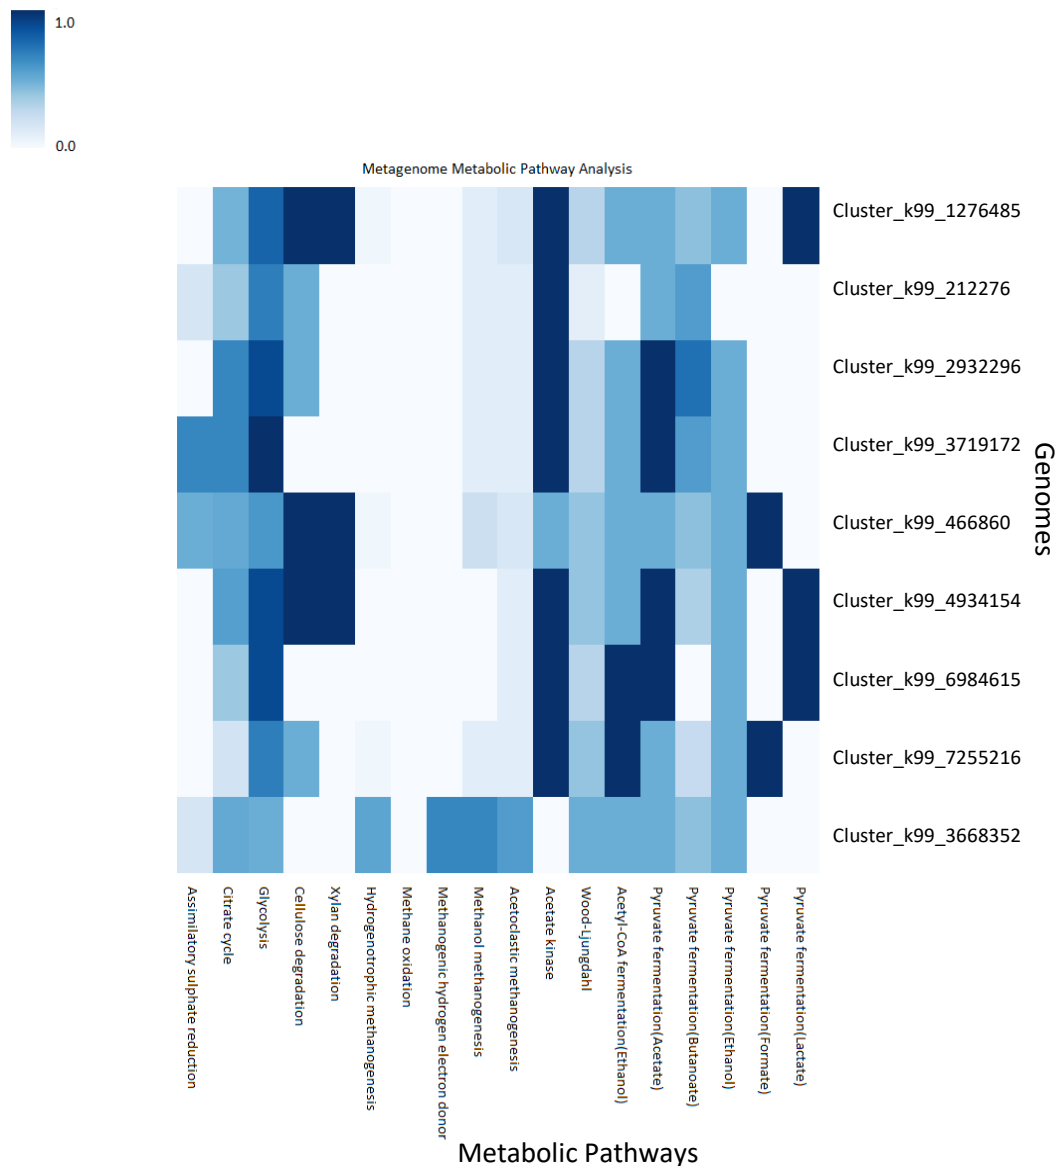 1.0
0.0
Metagenome Metabolic Pathway Analysis
Cluster_k99_1276485
Cluster_k99_212276
Cluster_k99_2932296
Cluster_k99_3719172
Cluster_k99_466860
Cluster_k99_4934154
Cluster_k99_6984615
Cluster_k99_7255216
Cluster_k99_3668352
Genomes
Assimilatory sulphate reduction
Citrate cycle
Glycolysis
Cellulose degradation
Xylan degradation
Hydrogenotrophic methanogenesis
Methane oxidation
Methanogenic hydrogen electron donor
Methanol methanogenesis
Acetoclastic methanogenesis
Acetate kinase
Wood-Ljungdahl
Acetyl-CoA fermentation(Ethanol)
Pyruvate fermentation(Acetate)
Pyruvate fermentation(Butanoate)
Pyruvate fermentation(Ethanol)
Pyruvate fermentation(Formate)
Pyruvate fermentation(Lactate)
Metabolic Pathways